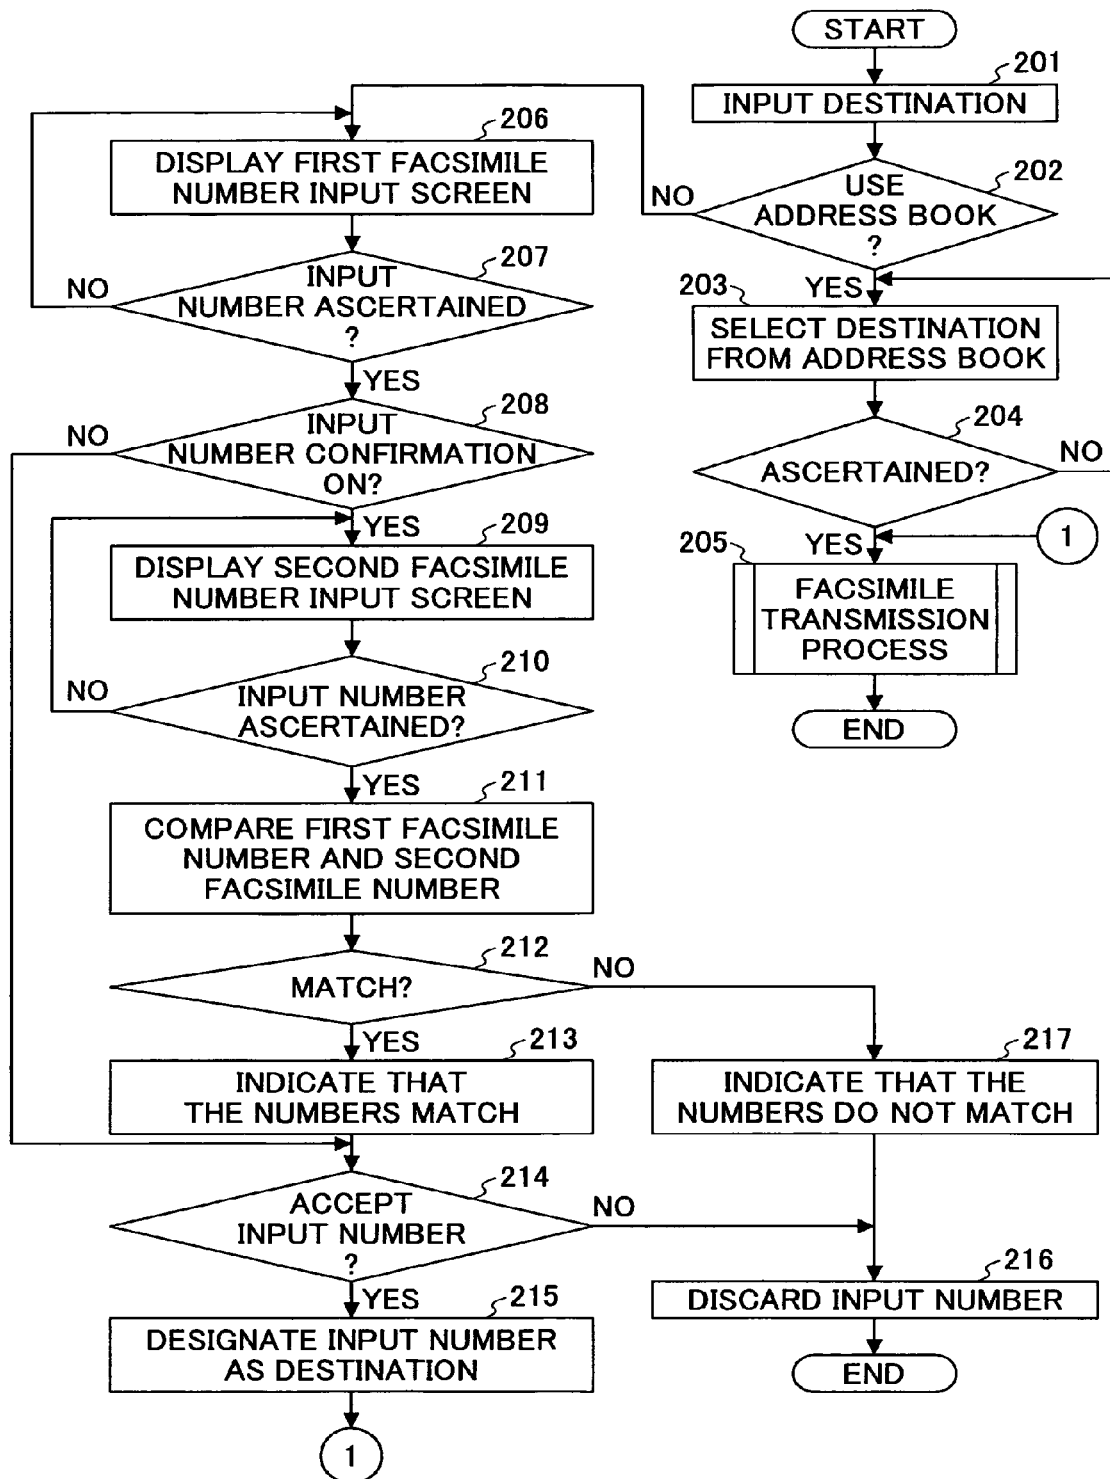 START
201
INPUT DESTINATION
202
USE
ADDRESS BOOK
?
NO
YES
203
SELECT DESTINATION
FROM ADDRESS BOOK
204
ASCERTAINED?
NO
YES
1
205
FACSIMILE
TRANSMISSION
PROCESS
END
206
DISPLAY FIRST FACSIMILE
NUMBER INPUT SCREEN
207
INPUT
NUMBER ASCERTAINED
?
NO
YES
208
INPUT
NUMBER CONFIRMATION
ON?
NO
YES
209
DISPLAY SECOND FACSIMILE
NUMBER INPUT SCREEN
210
INPUT NUMBER
ASCERTAINED?
NO
YES
211
COMPARE FIRST FACSIMILE
NUMBER AND SECOND
FACSIMILE NUMBER
212
MATCH?
NO
YES
213
INDICATE THAT
THE NUMBERS MATCH
217
INDICATE THAT THE
NUMBERS DO NOT MATCH
214
ACCEPT
INPUT NUMBER
?
NO
YES
215
DESIGNATE INPUT NUMBER
AS DESTINATION
1
216
DISCARD INPUT NUMBER
END